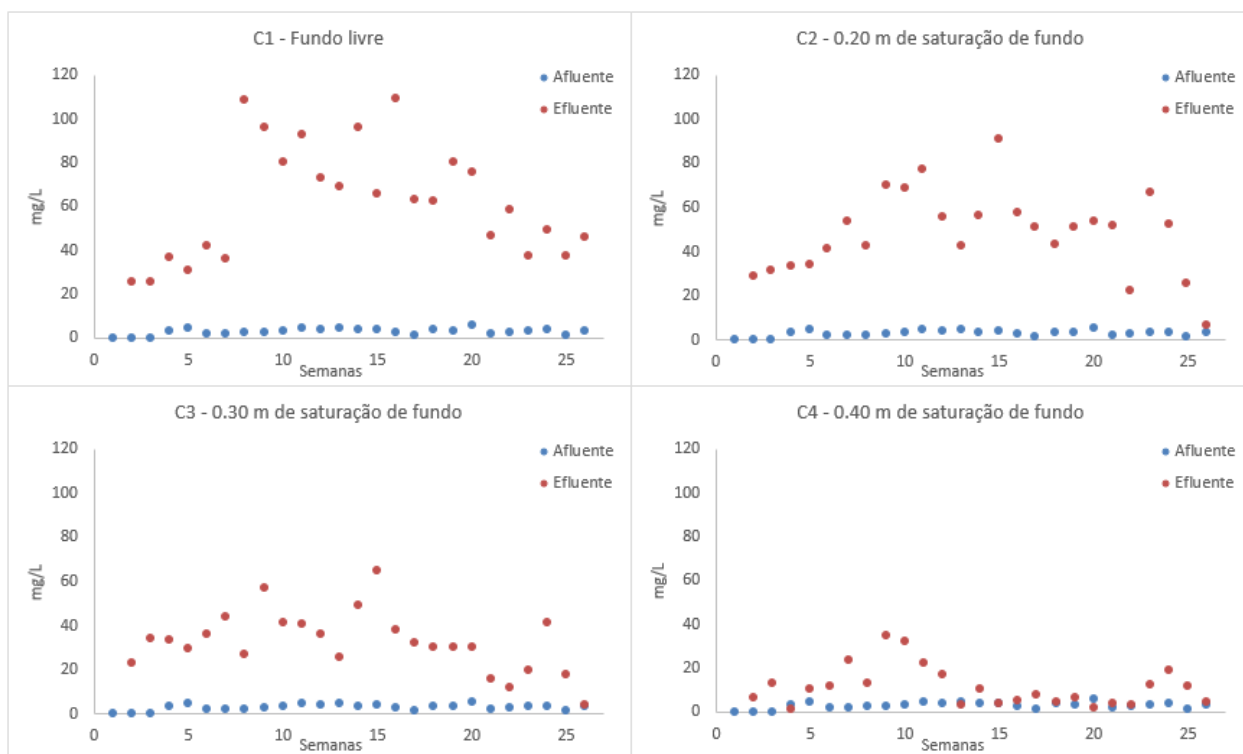 C1 - Fundo livre
120
100
80
60
40
20
0
mg/L
0 5 10 15 20 25
Semanas
Afluente
Efluente
C2 - 0.20 m de saturação de fundo
120
100
80
60
40
20
0
mg/L
0 5 10 15 20 25
Semanas
Afluente
Efluente
C3 - 0.30 m de saturação de fundo
120
100
80
60
40
20
0
mg/L
0 5 10 15 20 25
Semanas
Afluente
Efluente
C4 - 0.40 m de saturação de fundo
120
100
80
60
40
20
0
mg/L
0 5 10 15 20 25
Semanas
Afluente
Efluente